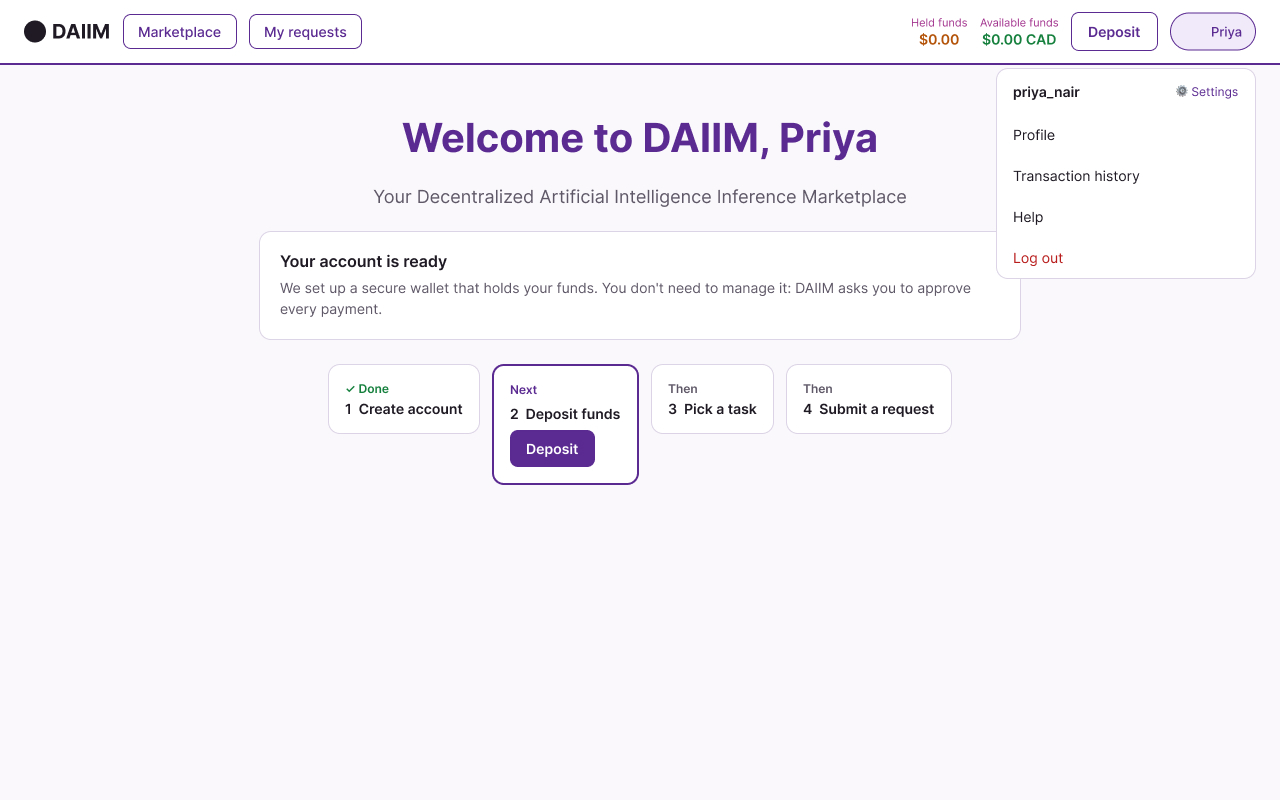 DAIIM
Marketplace
My requests
Held funds
$0.00
Available funds
$0.00 CAD
Deposit
Priya
priya_nair
Settings
Profile
Transaction history
Help
Log out
Welcome to DAIIM, Priya
Your Decentralized Artificial Intelligence Inference Marketplace
Your account is ready
We set up a secure wallet that holds your funds. You don't need to manage it: DAIIM asks you to approve
every payment.
✓ Done
1 Create account
Next
2 Deposit funds
Deposit
Then
3 Pick a task
Then
4 Submit a request